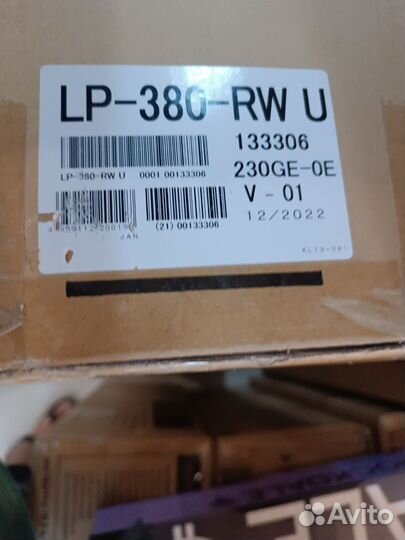 LP-380-RW U
133306
LP-380-RW U 0001 00133306
230GE-0E
V - 01
12/2022
JAN
(21) 00133306
Avito